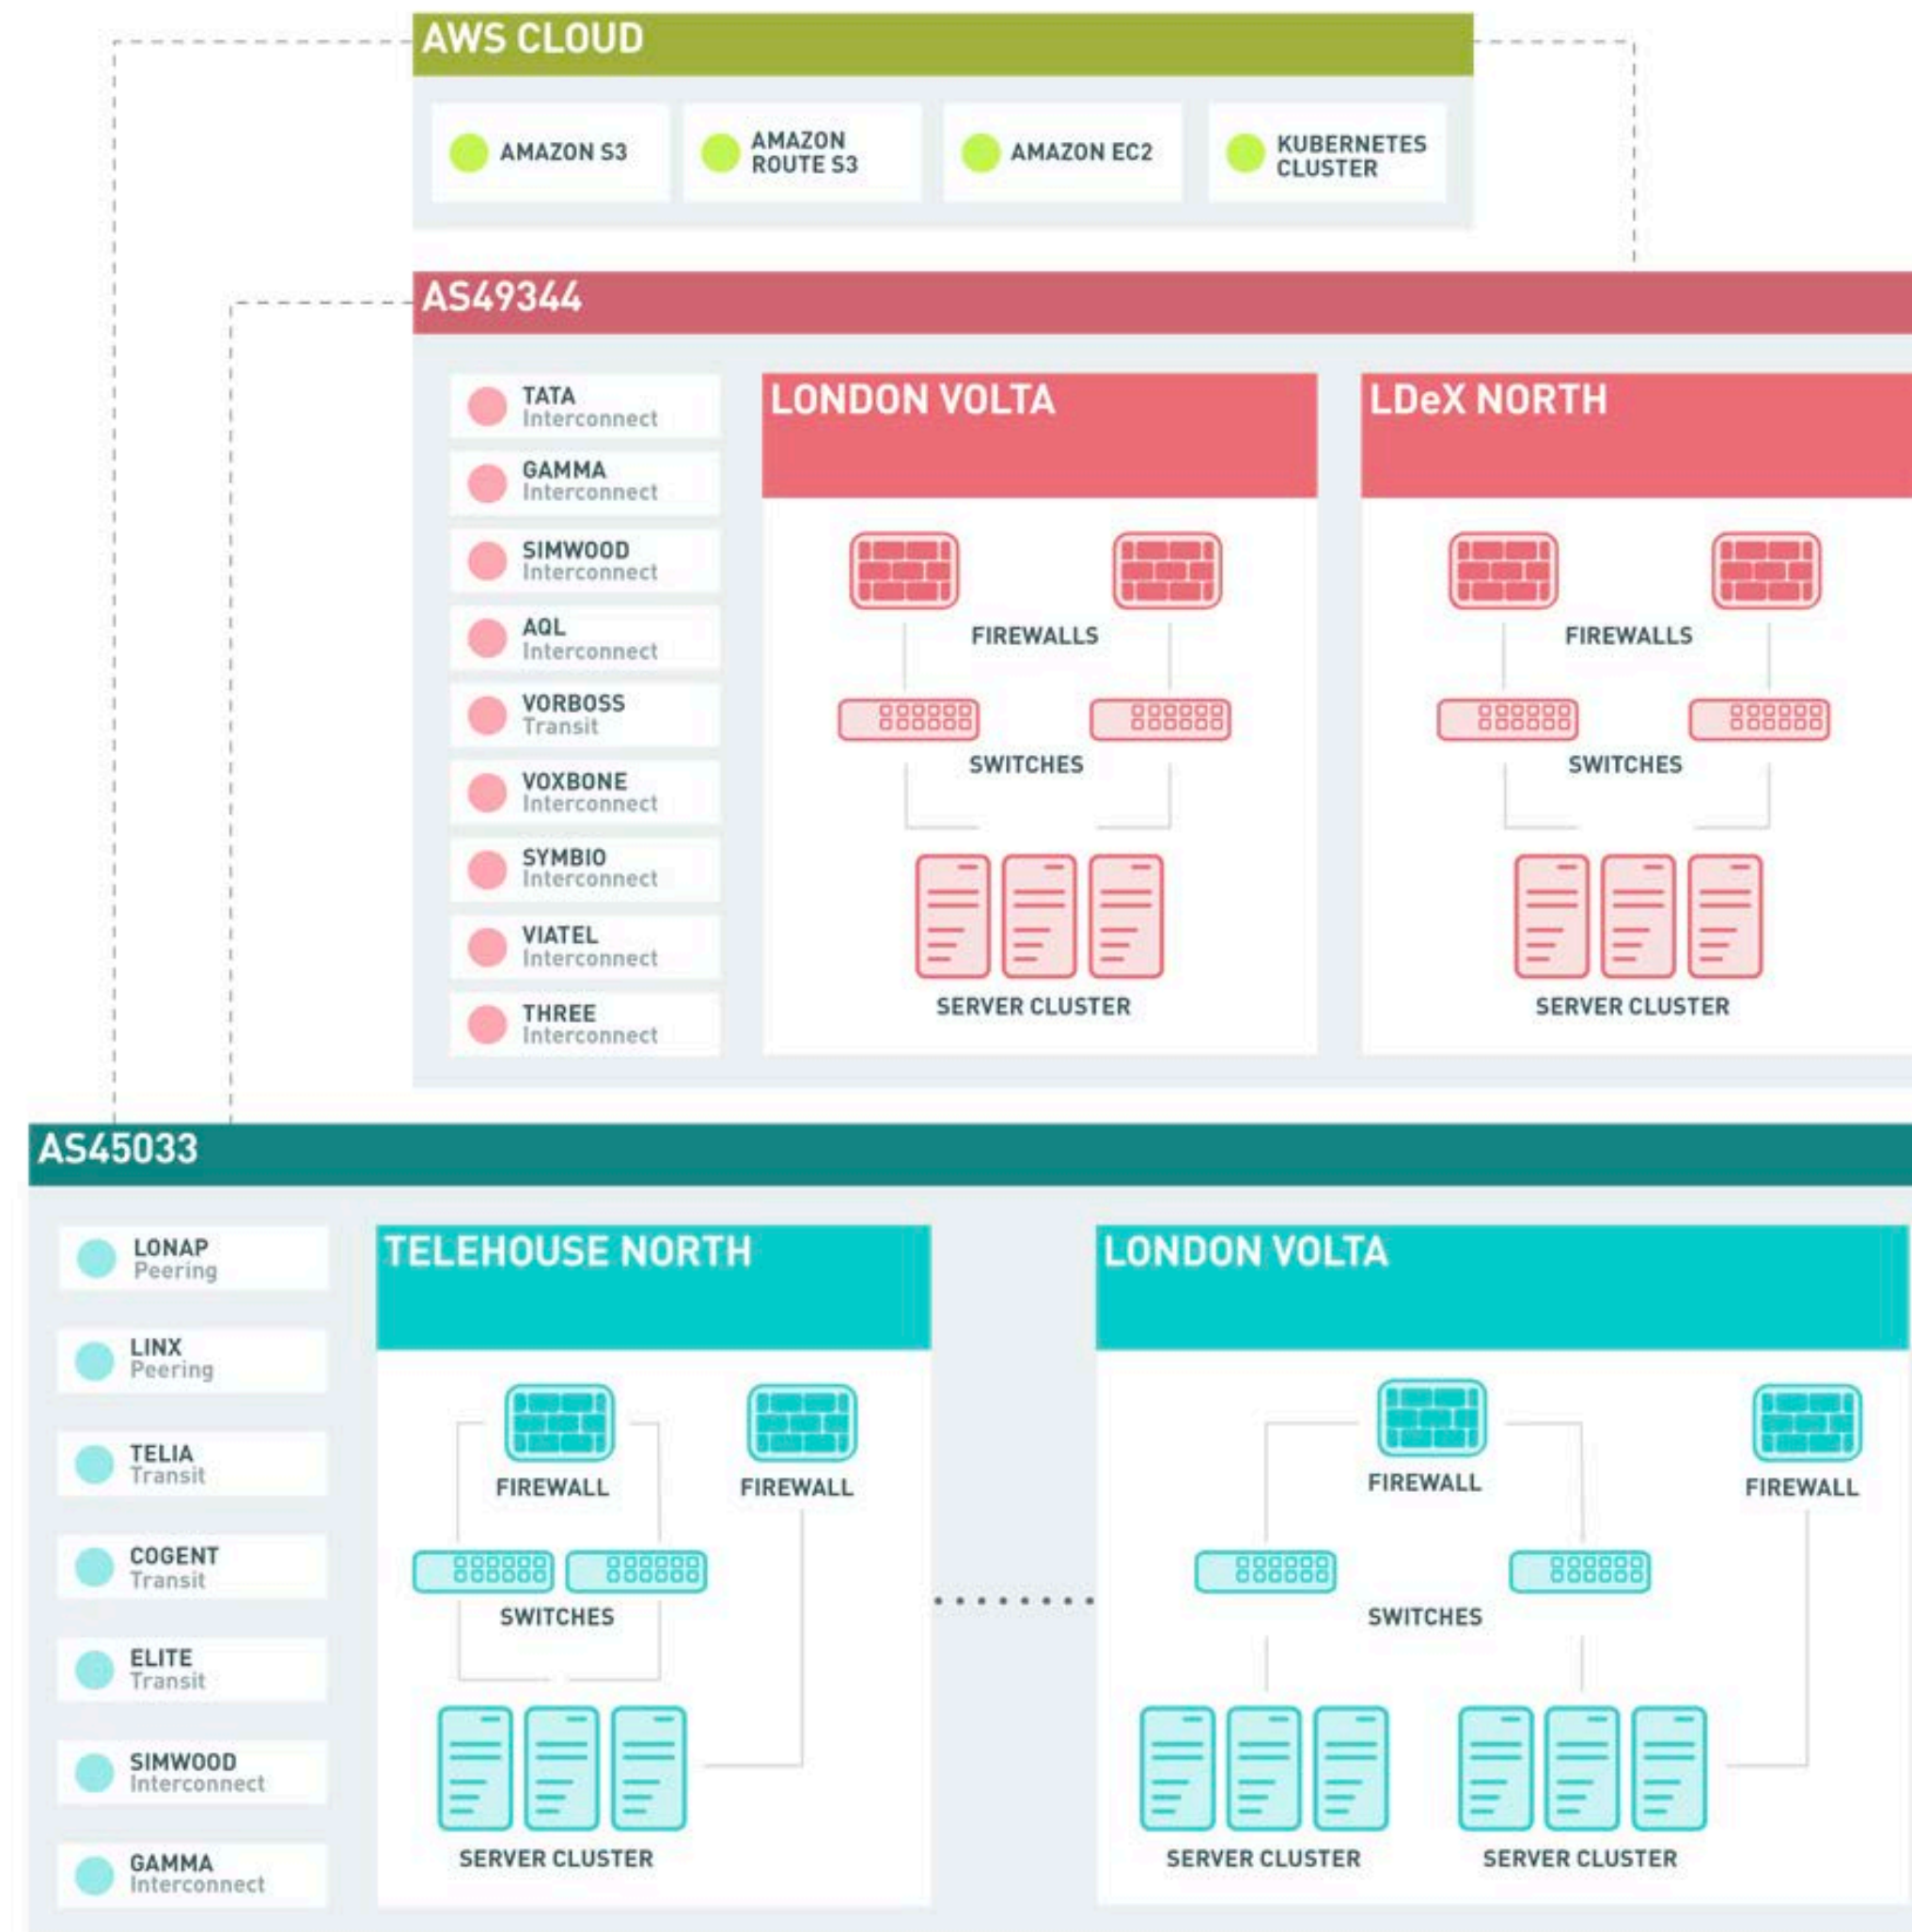 AWS CLOUD
AMAZON S3
AMAZON
ROUTE S3
AMAZON EC2
KUBERNETES
CLUSTER
AS49344
TATA
Interconnect
GAMMA
Interconnect
SIMWOOD
Interconnect
AQL
Interconnect
VORBOSS
Transit
VOXBONE
Interconnect
SYMBIO
Interconnect
VIATEL
Interconnect
THREE
Interconnect
LONDON VOLTA
FIREWALLS
SWITCHES
SERVER CLUSTER
LDeX NORTH
FIREWALLS
SWITCHES
SERVER CLUSTER
AS45033
LONAP
Peering
LINX
Peering
TELIA
Transit
COGENT
Transit
ELITE
Transit
SIMWOOD
Interconnect
GAMMA
Interconnect
TELEHOUSE NORTH
FIREWALL
FIREWALL
SWITCHES
SERVER CLUSTER
LONDON VOLTA
FIREWALL
FIREWALL
SWITCHES
SERVER CLUSTER
SERVER CLUSTER